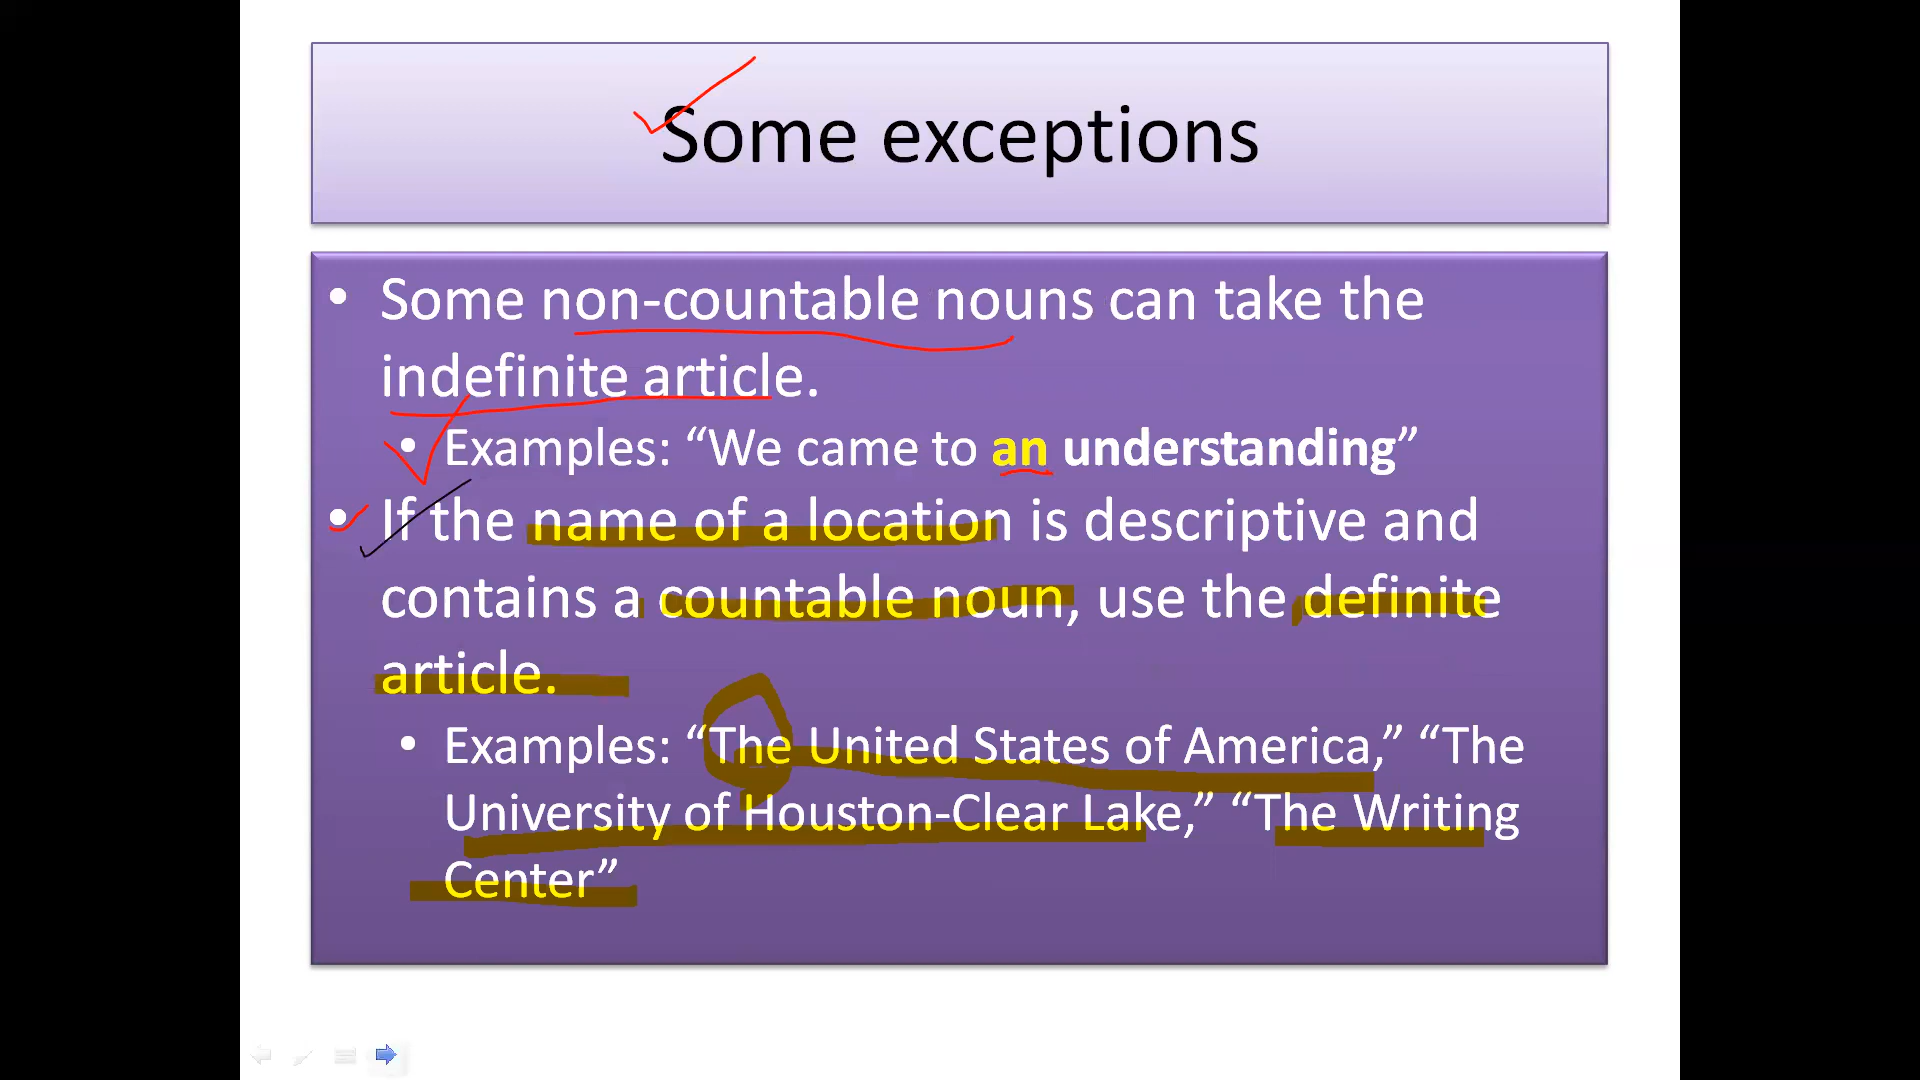 Some exceptions
• Some non-countable nouns can take the
indefinite article.
• Examples: “We came to an understanding”
• If the name of a location is descriptive and
contains a countable noun, use the definite
article.
• Examples: “The United States of America,” “The
University of Houston-Clear Lake,” “The Writing
Center”